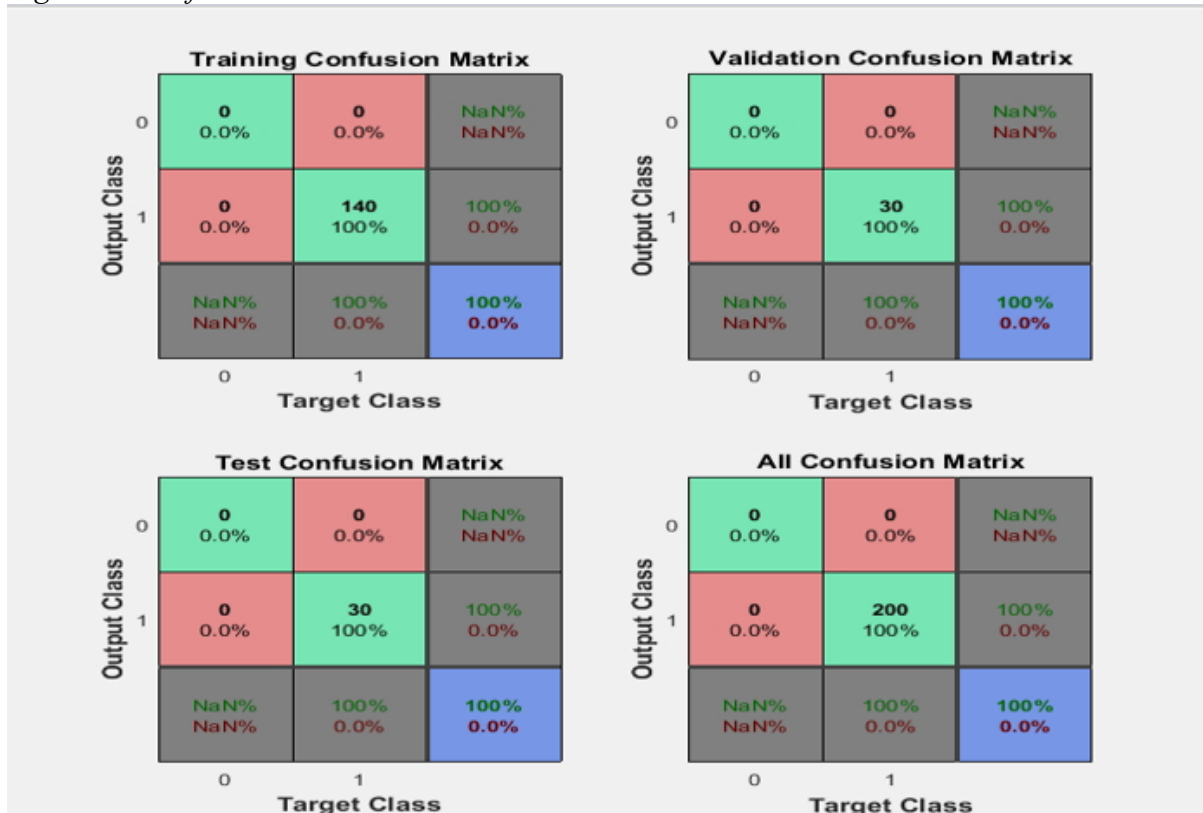 Training Confusion Matrix
0
0
0.0%
0
0.0%
NaN%
NaN%
1
0
0.0%
140
100%
100%
0.0%
NaN%
NaN%
100%
0.0%
100%
0.0%
0
1
Output Class
Target Class
Validation Confusion Matrix
0
0
0.0%
0
0.0%
NaN%
NaN%
1
0
0.0%
30
100%
100%
0.0%
NaN%
NaN%
100%
0.0%
100%
0.0%
0
1
Output Class
Target Class
Test Confusion Matrix
0
0
0.0%
0
0.0%
NaN%
NaN%
1
0
0.0%
30
100%
100%
0.0%
NaN%
NaN%
100%
0.0%
100%
0.0%
0
1
Output Class
Target Class
All Confusion Matrix
0
0
0.0%
0
0.0%
NaN%
NaN%
1
0
0.0%
200
100%
100%
0.0%
NaN%
NaN%
100%
0.0%
100%
0.0%
0
1
Output Class
Target Class